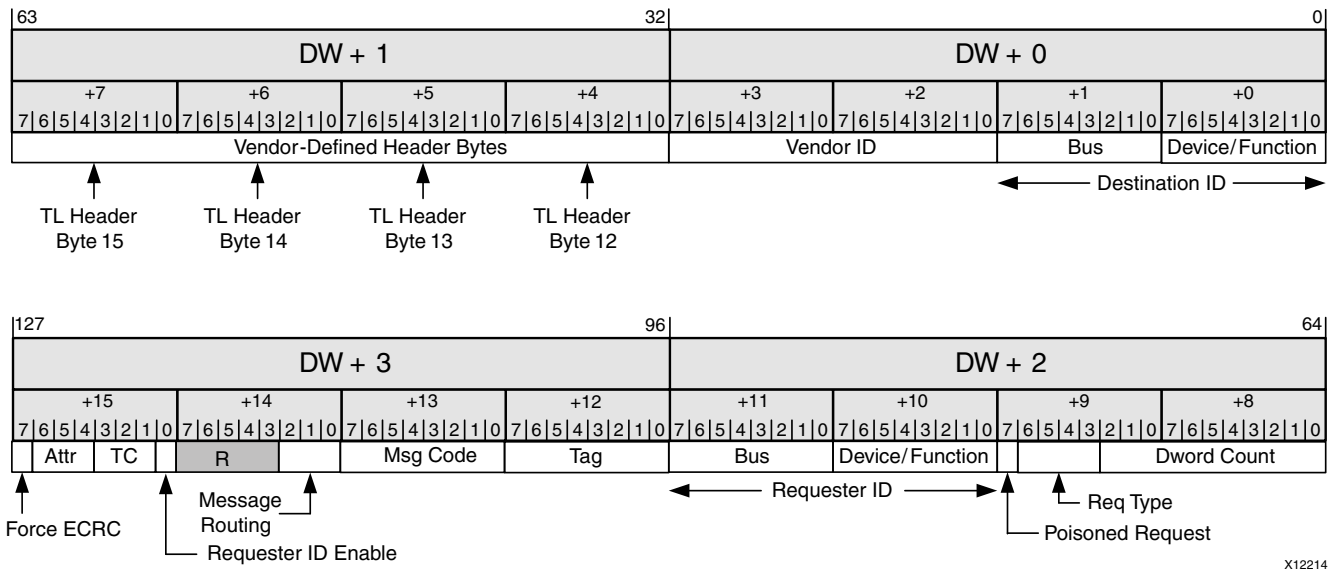 63 32 0
DW + 1 DW + 0
+7 +6 +5 +4 +3 +2 +1 +0
7 6 5 4 3 2 1 0 7 6 5 4 3 2 1 0 7 6 5 4 3 2 1 0 7 6 5 4 3 2 1 0 7 6 5 4 3 2 1 0 7 6 5 4 3 2 1 0 7 6 5 4 3 2 1 0 7 6 5 4 3 2 1 0
Vendor-Defined Header Bytes Vendor ID Bus Device/Function
Destination ID
TL Header TL Header TL Header TL Header
Byte 15 Byte 14 Byte 13 Byte 12
127 96 64
DW + 3 DW + 2
+15 +14 +13 +12 +11 +10 +9 +8
7 6 5 4 3 2 1 0 7 6 5 4 3 2 1 0 7 6 5 4 3 2 1 0 7 6 5 4 3 2 1 0 7 6 5 4 3 2 1 0 7 6 5 4 3 2 1 0 7 6 5 4 3 2 1 0 7 6 5 4 3 2 1 0
Attr TC R Msg Code Tag Bus Device/Function Dword Count
Message Requester ID Req Type
Force ECRC Routing Poisoned Request
Requester ID Enable
X12214